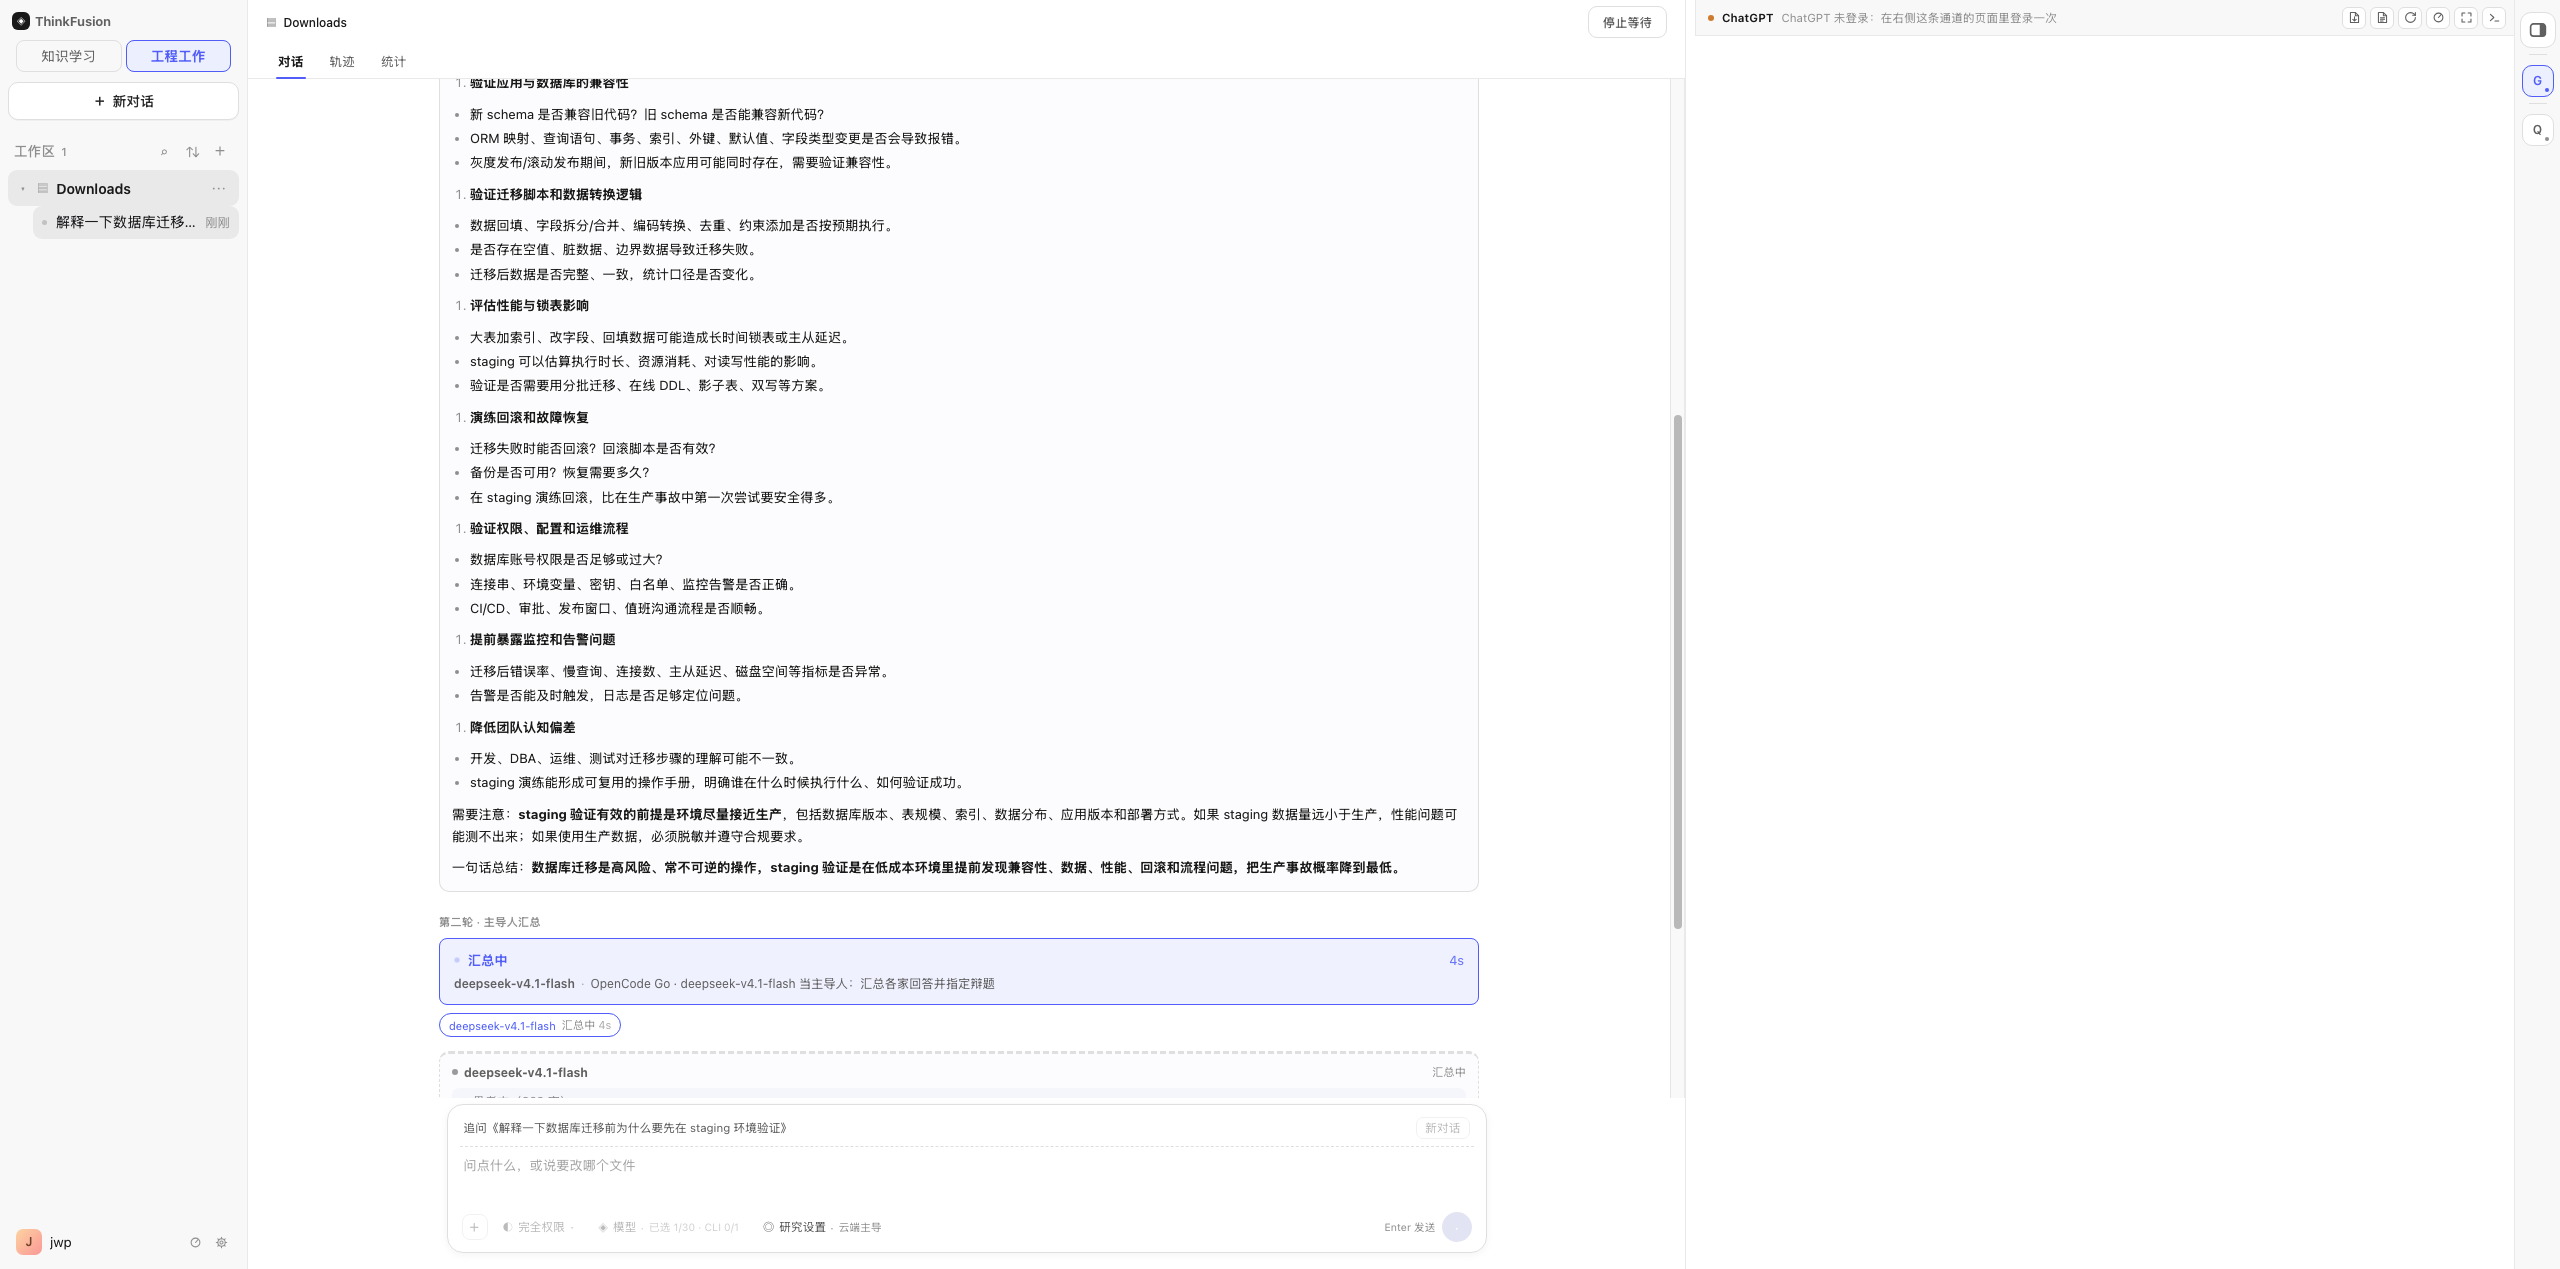 ThinkFusion
知识学习
工程工作
+ 新对话
工作区 1
Downloads
解释一下数据库迁移... 刚刚
J jwp
Downloads
停止等待
对话 轨迹 统计
1. 验证应用与数据库的兼容性
新 schema 是否兼容旧代码？旧 schema 是否能兼容新代码？
ORM 映射、查询语句、事务、索引、外键、默认值、字段类型变更是否会导致报错。
灰度发布/滚动发布期间，新旧版本应用可能同时存在，需要验证兼容性。
1. 验证迁移脚本和数据转换逻辑
数据回填、字段拆分/合并、编码转换、去重、约束添加是否按预期执行。
是否存在空值、脏数据、边界数据导致迁移失败。
迁移后数据是否完整、一致，统计口径是否变化。
1. 评估性能与锁表影响
大表加索引、改字段、回填数据可能造成长时间锁表或主从延迟。
staging 可以估算执行时长、资源消耗、对读写性能的影响。
验证是否需要用分批迁移、在线 DDL、影子表、双写等方案。
1. 演练回滚和故障恢复
迁移失败时能否回滚？回滚脚本是否有效？
备份是否可用？恢复需要多久？
在 staging 演练回滚，比在生产事故中第一次尝试要安全得多。
1. 验证权限、配置和运维流程
数据库账号权限是否足够或过大？
连接串、环境变量、密钥、白名单、监控告警是否正确。
CI/CD、审批、发布窗口、值班沟通流程是否顺畅。
1. 提前暴露监控和告警问题
迁移后错误率、慢查询、连接数、主从延迟、磁盘空间等指标是否异常。
告警是否能及时触发，日志是否足够定位问题。
1. 降低团队认知偏差
开发、DBA、运维、测试对迁移步骤的理解可能不一致。
staging 演练能形成可复用的操作手册，明确谁在什么时候执行什么、如何验证成功。
需要注意：staging 验证有效的前提是环境尽量接近生产，包括数据库版本、表规模、索引、数据分布、应用版本和部署方式。如果 staging 数据量远小于生产，性能问题可
能测不出来；如果使用生产数据，必须脱敏并遵守合规要求。
一句话总结：数据库迁移是高风险、常不可逆的操作，staging 验证是在低成本环境里提前发现兼容性、数据、性能、回滚和流程问题，把生产事故概率降到最低。
第二轮 · 主导人汇总
汇总中 4s
deepseek-v4.1-flash · OpenCode Go · deepseek-v4.1-flash 当主导人：汇总各家回答并指定辩题
deepseek-v4.1-flash 汇总中 4s
deepseek-v4.1-flash 汇总中
追问《解释一下数据库迁移前为什么要先在 staging 环境验证》 新对话
问点什么，或说要改哪个文件
+ 完全权限 · 模型 · 已选 1/30 · CLI 0/1 研究设置 · 云端主导 Enter 发送
ChatGPT ChatGPT 未登录：在右侧这条通道的页面里登录一次
G
Q